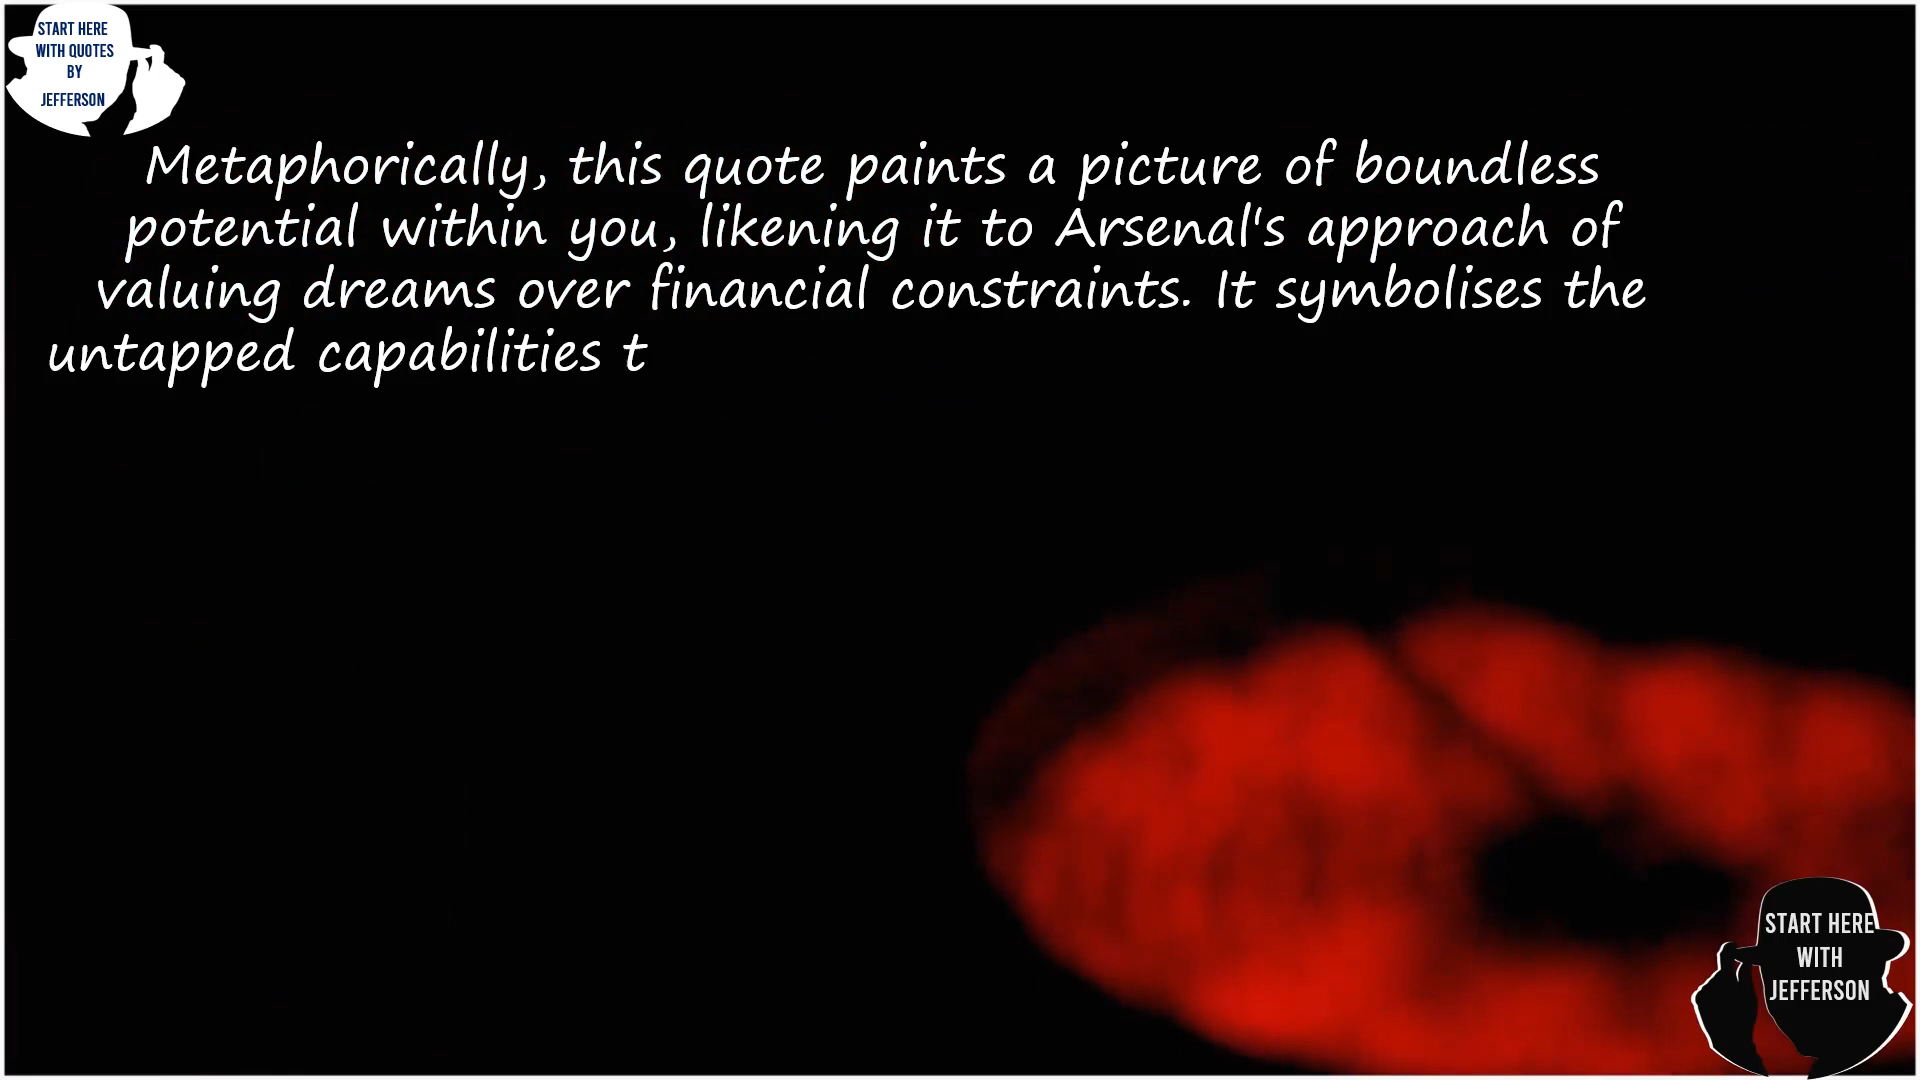 START HERE
WITH QUOTES
BY
JEFFERSON
Metaphorically, this quote paints a picture of boundless
potential within you, likening it to Arsenal's approach of
valuing dreams over financial constraints. It symbolises the
untapped capabilities t
START HERE
WITH
JEFFERSON